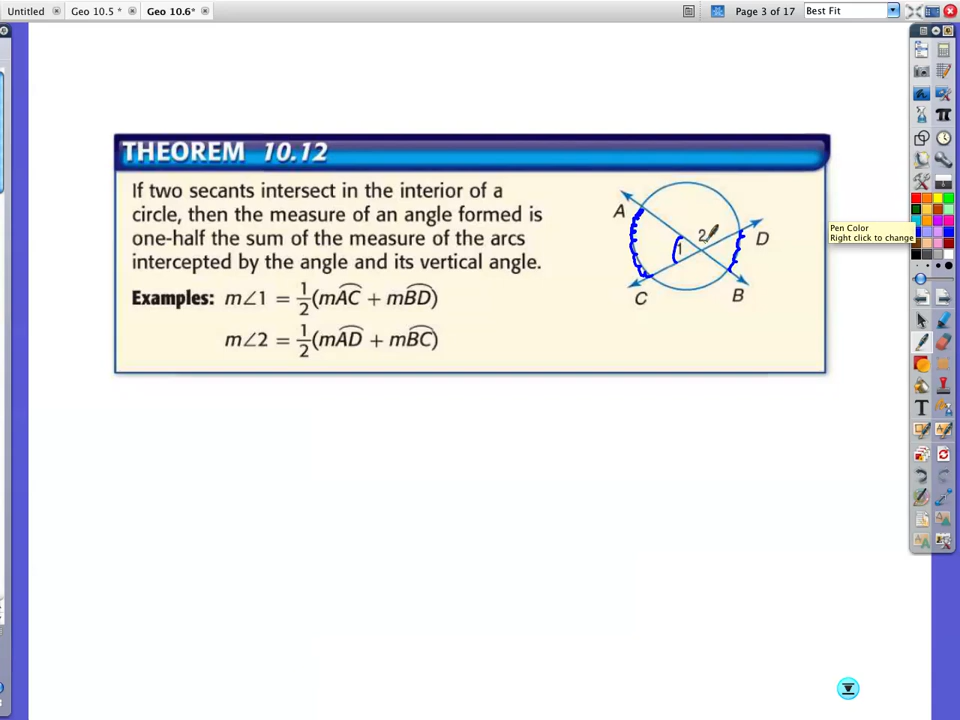 Untitled
Geo 10.5 *
Geo 10.6*
Page 3 of 17
Best Fit
THEOREM 10.12
If two secants intersect in the interior of a
circle, then the measure of an angle formed is
one-half the sum of the measure of the arcs
intercepted by the angle and its vertical angle.
Examples: m∠1 = 1/2(mAC + mBD)
m∠2 = 1/2(mAD + mBC)
A
2
D
1
C
B
Pen Color
Right click to change
T